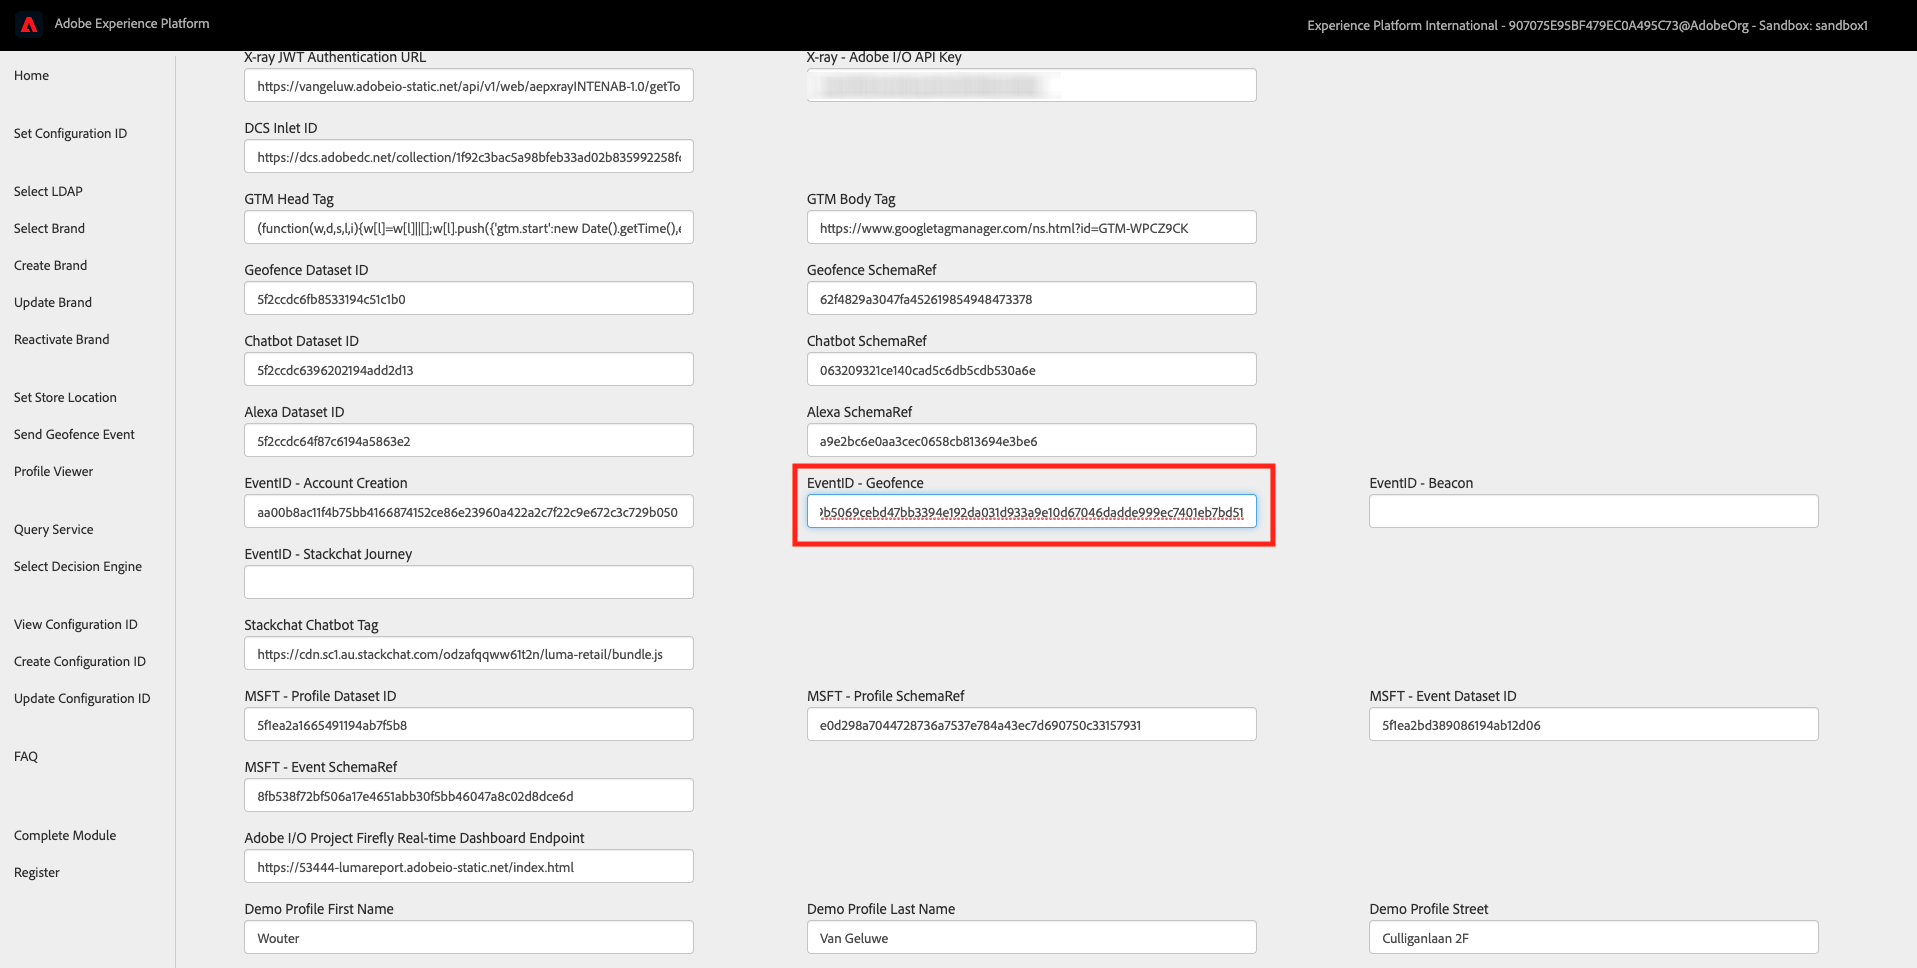 Adobe Experience Platform
Experience Platform International - 907075E95BF479EC0A495C73@AdobeOrg - Sandbox: sandbox1
Home
Set Configuration ID
Select LDAP
Select Brand
Create Brand
Update Brand
Reactivate Brand
Set Store Location
Send Geofence Event
Profile Viewer
Query Service
Select Decision Engine
View Configuration ID
Create Configuration ID
Update Configuration ID
FAQ
Complete Module
Register
X-ray JWT Authentication URL
https://vangeluw.adobeio-static.net/api/v1/web/aepxrayINTENAB-1.0/getTo
X-ray - Adobe I/O API Key
DCS Inlet ID
https://dcs.adobedc.net/collection/1f92c3bac5a98bfeb33ad02b835992258f
GTM Head Tag
(function(w,d,s,l,i){w[l]=w[l]||[];w[l].push({'gtm.start':new Date().getTime(),e
GTM Body Tag
https://www.googletagmanager.com/ns.html?id=GTM-WPCZ9CK
Geofence Dataset ID
5f2ccdc6fb8533194c51c1b0
Geofence SchemaRef
62f4829a3047fa452619854948473378
Chatbot Dataset ID
5f2ccdc6396202194add2d13
Chatbot SchemaRef
063209321ce140cad5c6db5cdb530a6e
Alexa Dataset ID
5f2ccdc64f87c6194a5863e2
Alexa SchemaRef
a9e2bc6e0aa3cec0658cb813694e3be6
EventID - Account Creation
aa00b8ac11f4b75bb4166874152ce86e23960a422a2c7f22c9e672c3c729b050
EventID - Geofence
9b5069cebd47bb3394e192da031d933a9e10d67046dadde999ec7401eb7bd51
EventID - Beacon
EventID - Stackchat Journey
Stackchat Chatbot Tag
https://cdn.sc1.au.stackchat.com/odzafqqww61t2n/luma-retail/bundle.js
MSFT - Profile Dataset ID
5f1ea2a1665491194ab7f5b8
MSFT - Profile SchemaRef
e0d298a7044728736a7537e784a43ec7d690750c33157931
MSFT - Event Dataset ID
5f1ea2bd389086194ab12d06
MSFT - Event SchemaRef
8fb538f72bf506a17e4651abb30f5bb46047a8c02d8dce6d
Adobe I/O Project Firefly Real-time Dashboard Endpoint
https://53444-lumareport.adobeio-static.net/index.html
Demo Profile First Name
Wouter
Demo Profile Last Name
Van Geluwe
Demo Profile Street
Culliganlaan 2F